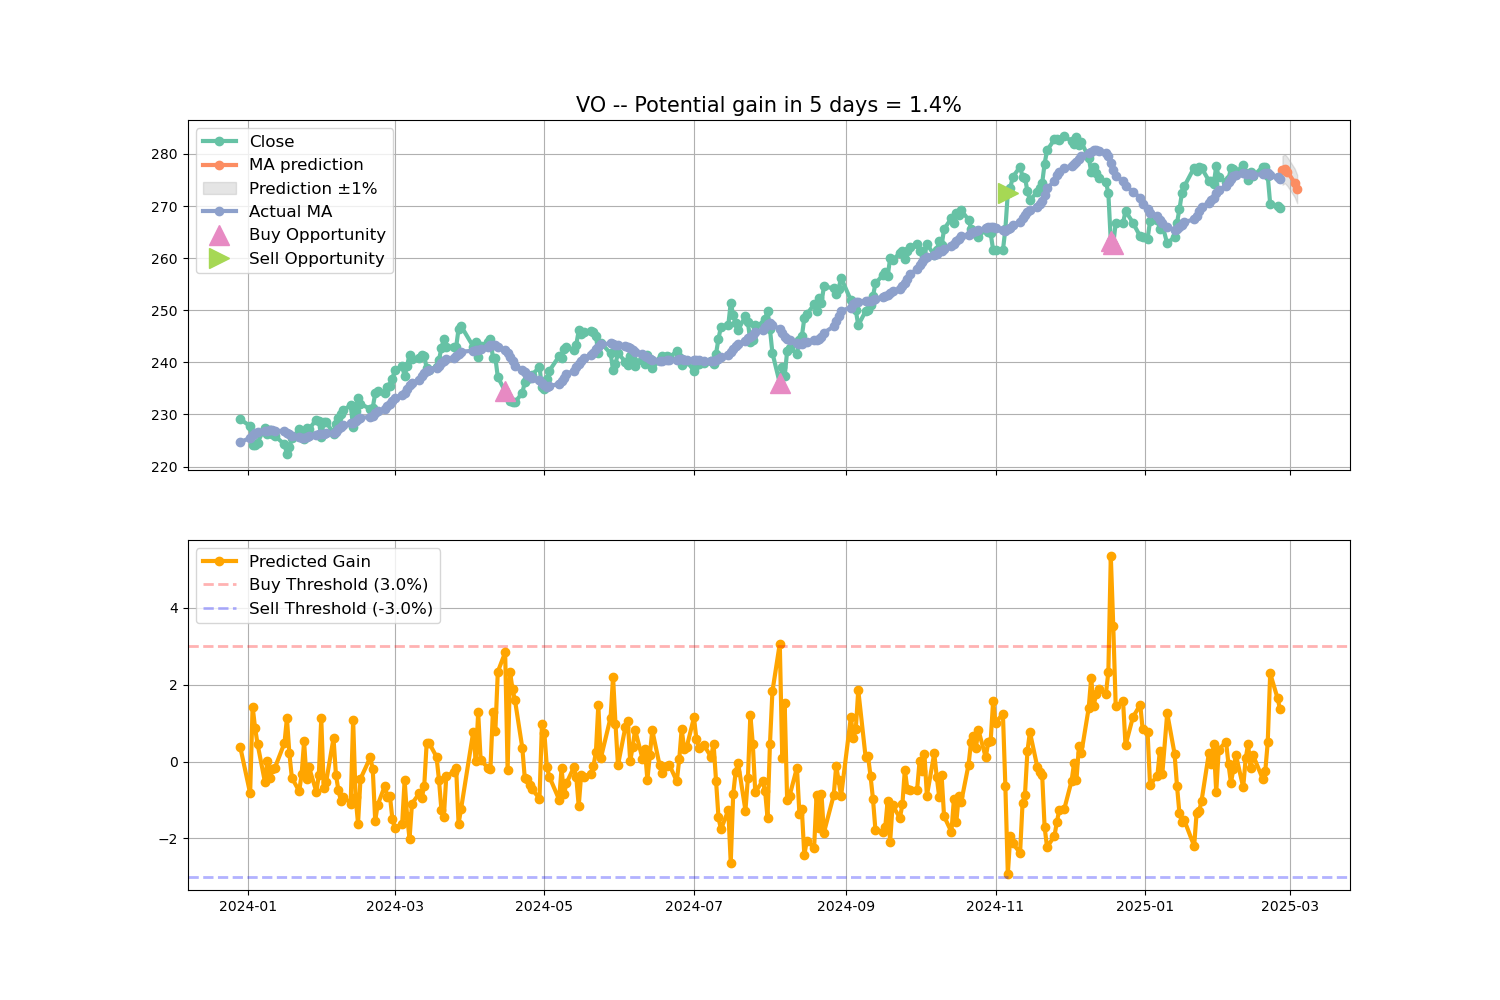 VO -- Potential gain in 5 days = 1.4%
Close
MA prediction
Prediction ±1%
Actual MA
Buy Opportunity
Sell Opportunity
280
270
260
250
240
230
220
Predicted Gain
Buy Threshold (3.0%)
Sell Threshold (-3.0%)
4
2
0
−2
2024-01 2024-03 2024-05 2024-07 2024-09 2024-11 2025-01 2025-03